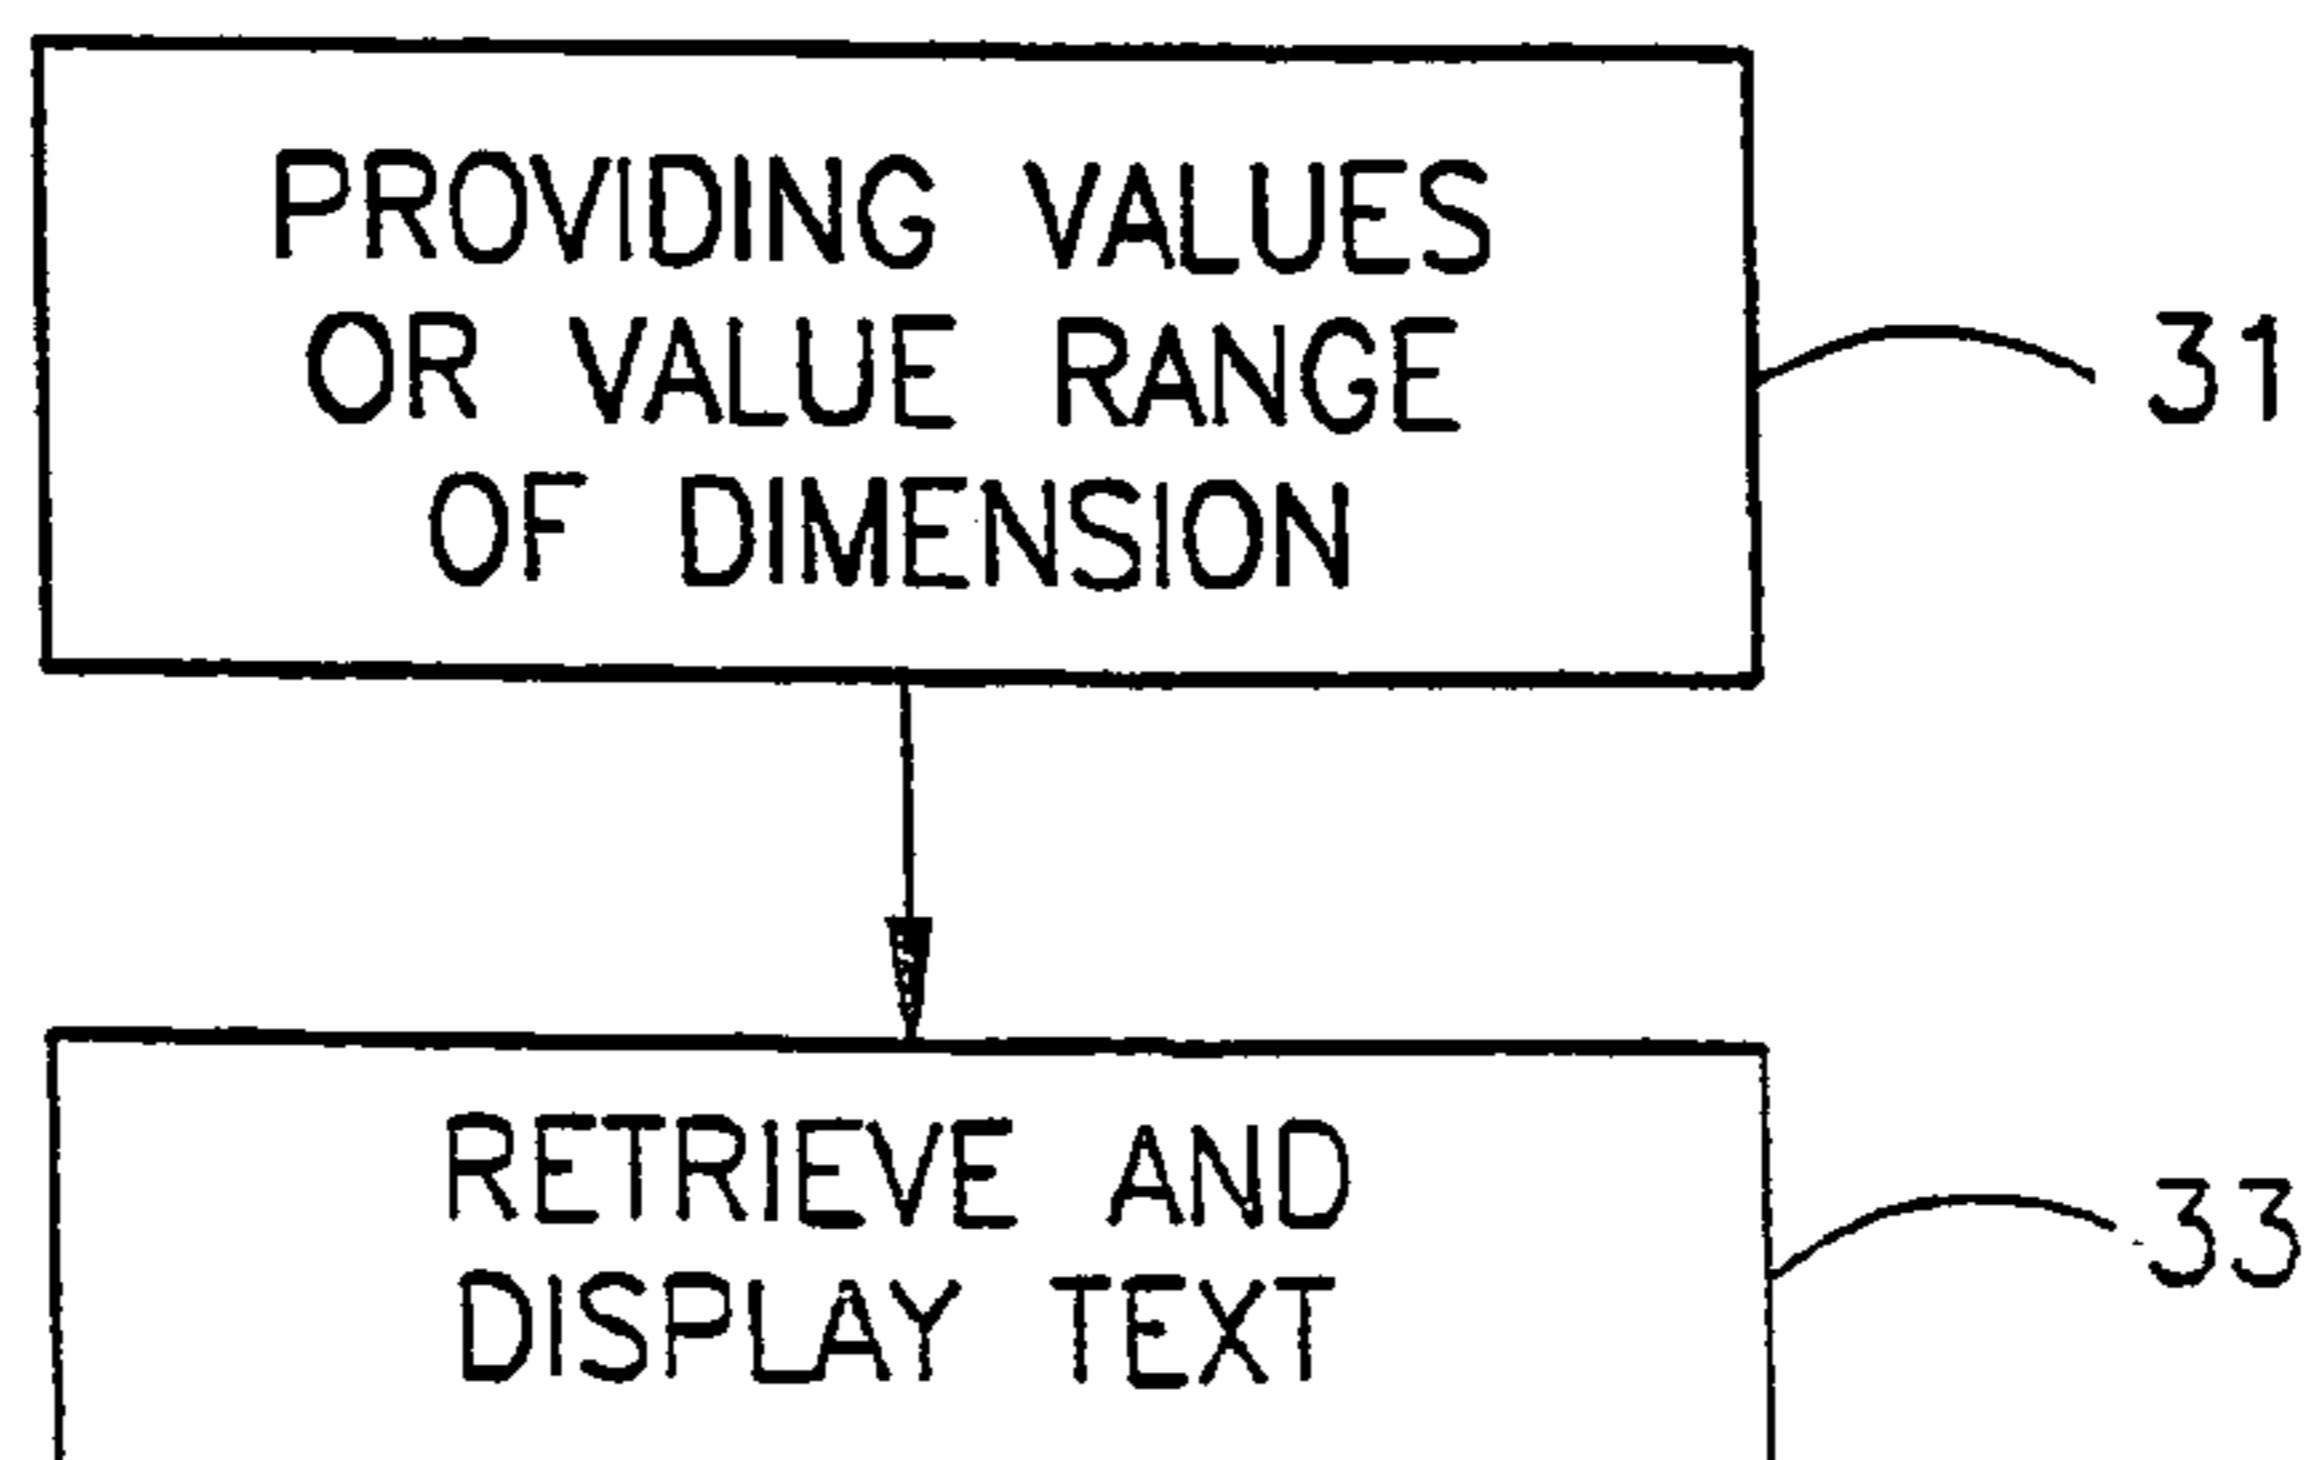 PROVIDING VALUES
OR VALUE RANGE
OF DIMENSION
31
RETRIEVE AND
DISPLAY TEXT
33